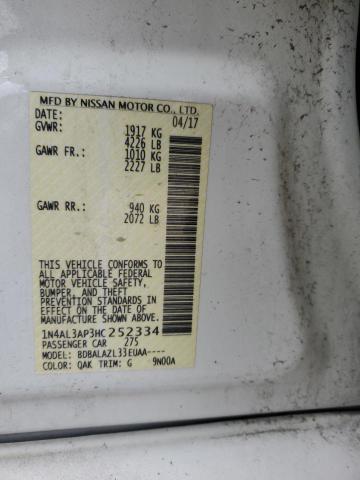 MFD BY NISSAN MOTOR CO., LTD.
DATE: 04/17
GVWR: 1917 KG
4226 LB
GAWR FR.: 1010 KG
2227 LB
GAWR RR.: 940 KG
2072 LB
THIS VEHICLE CONFORMS TO
ALL APPLICABLE FEDERAL
MOTOR VEHICLE SAFETY,
BUMPER, AND THEFT
PREVENTION STANDARDS IN
EFFECT ON THE DATE OF
MANUFACTURE SHOWN ABOVE.
1N4AL3AP3HC252334
PASSENGER CAR 275
MODEL: BDBALAZL33EUAA----
COLOR: QAK TRIM: G 9N00A